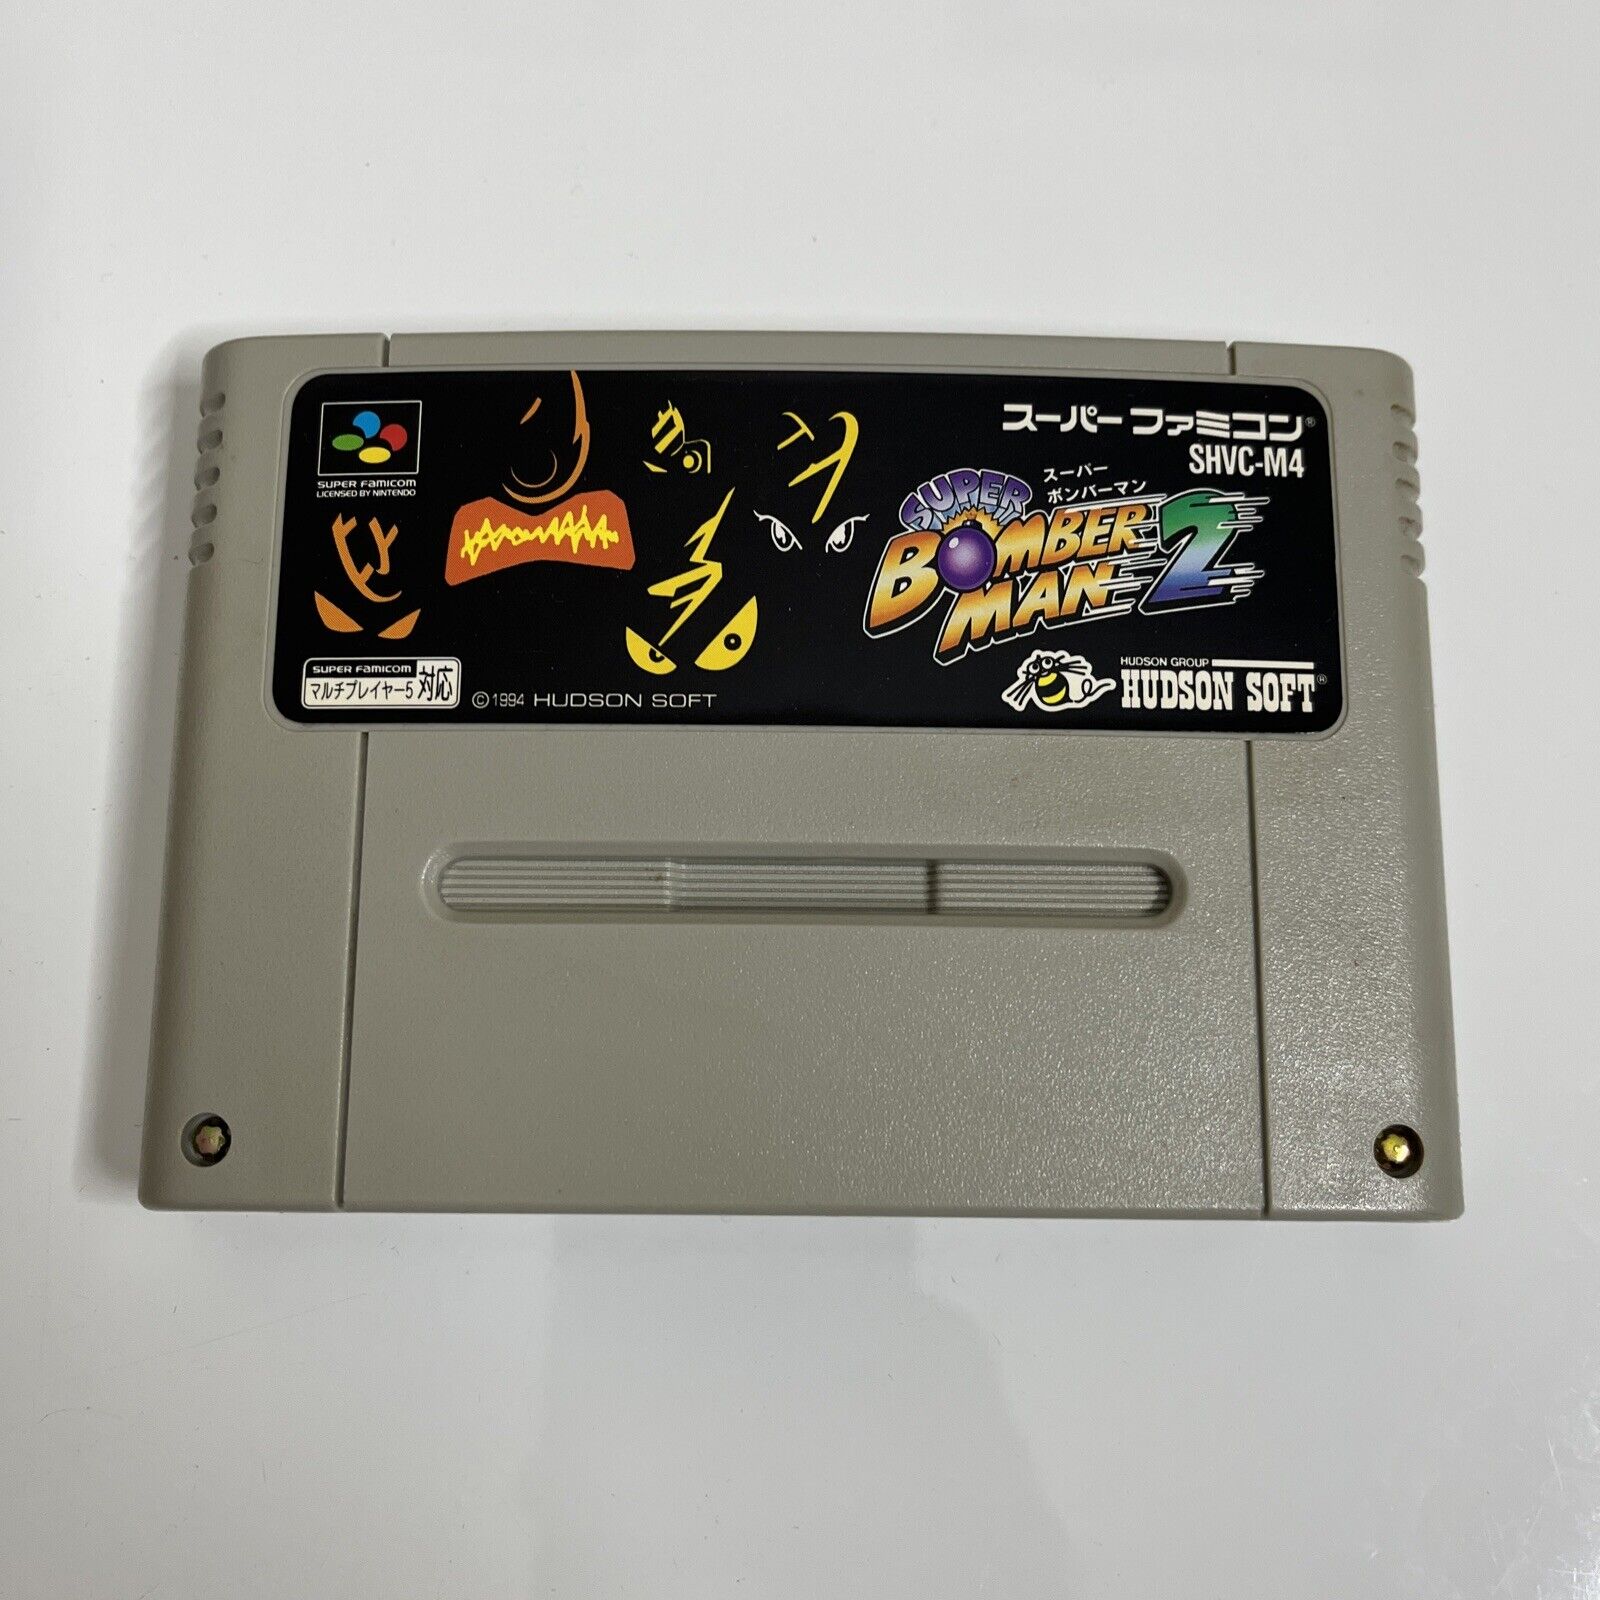 スーパーファミコン®
SHVC-M4
SUPER FAMICOM
LICENSED BY NINTENDO
スーパー
ボンバーマン
SUPER
BOMBER
MAN 2
SUPER FAMICOM
マルチプレイヤー5 対応
©1994 HUDSON SOFT
HUDSON GROUP
HUDSON SOFT®